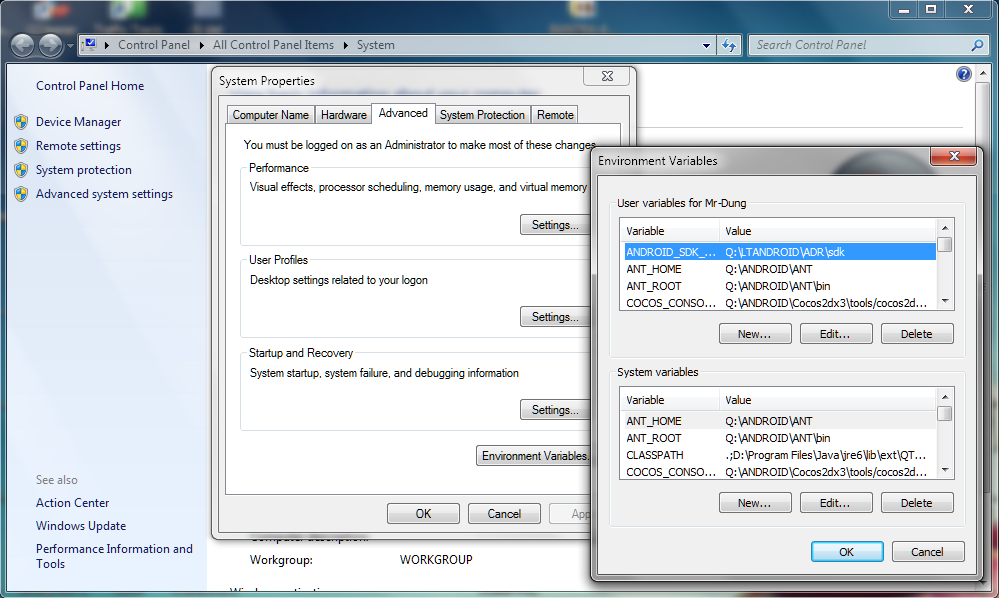 Control Panel
All Control Panel Items
System
Search Control Panel
Control Panel Home
Device Manager
Remote settings
System protection
Advanced system settings
See also
Action Center
Windows Update
Performance Information and
Tools
System Properties
Computer Name
Hardware
Advanced
System Protection
Remote
You must be logged on as an Administrator to make most of these changes.
Performance
Visual effects, processor scheduling, memory usage, and virtual memory
Settings...
User Profiles
Desktop settings related to your logon
Settings...
Startup and Recovery
System startup, system failure, and debugging information
Settings...
Environment Variables.
OK Cancel App
Workgroup: WORKGROUP
Environment Variables
User variables for Mr-Dung
Variable Value
ANDROID_SDK_... Q:\LTANDROID\ADR\sdk
ANT_HOME Q:\ANDROID\ANT
ANT_ROOT Q:\ANDROID\ANT\bin
COCOS_CONSO... Q:\ANDROID\Cocos2dx3\tools/cocos2d...
New... Edit... Delete
System variables
Variable Value
ANT_HOME Q:\ANDROID\ANT
ANT_ROOT Q:\ANDROID\ANT\bin
CLASSPATH .;D:\Program Files\Java\jre6\lib\ext\QT...
COCOS_CONSO... Q:\ANDROID\Cocos2dx3\tools/cocos2d...
New... Edit... Delete
OK Cancel